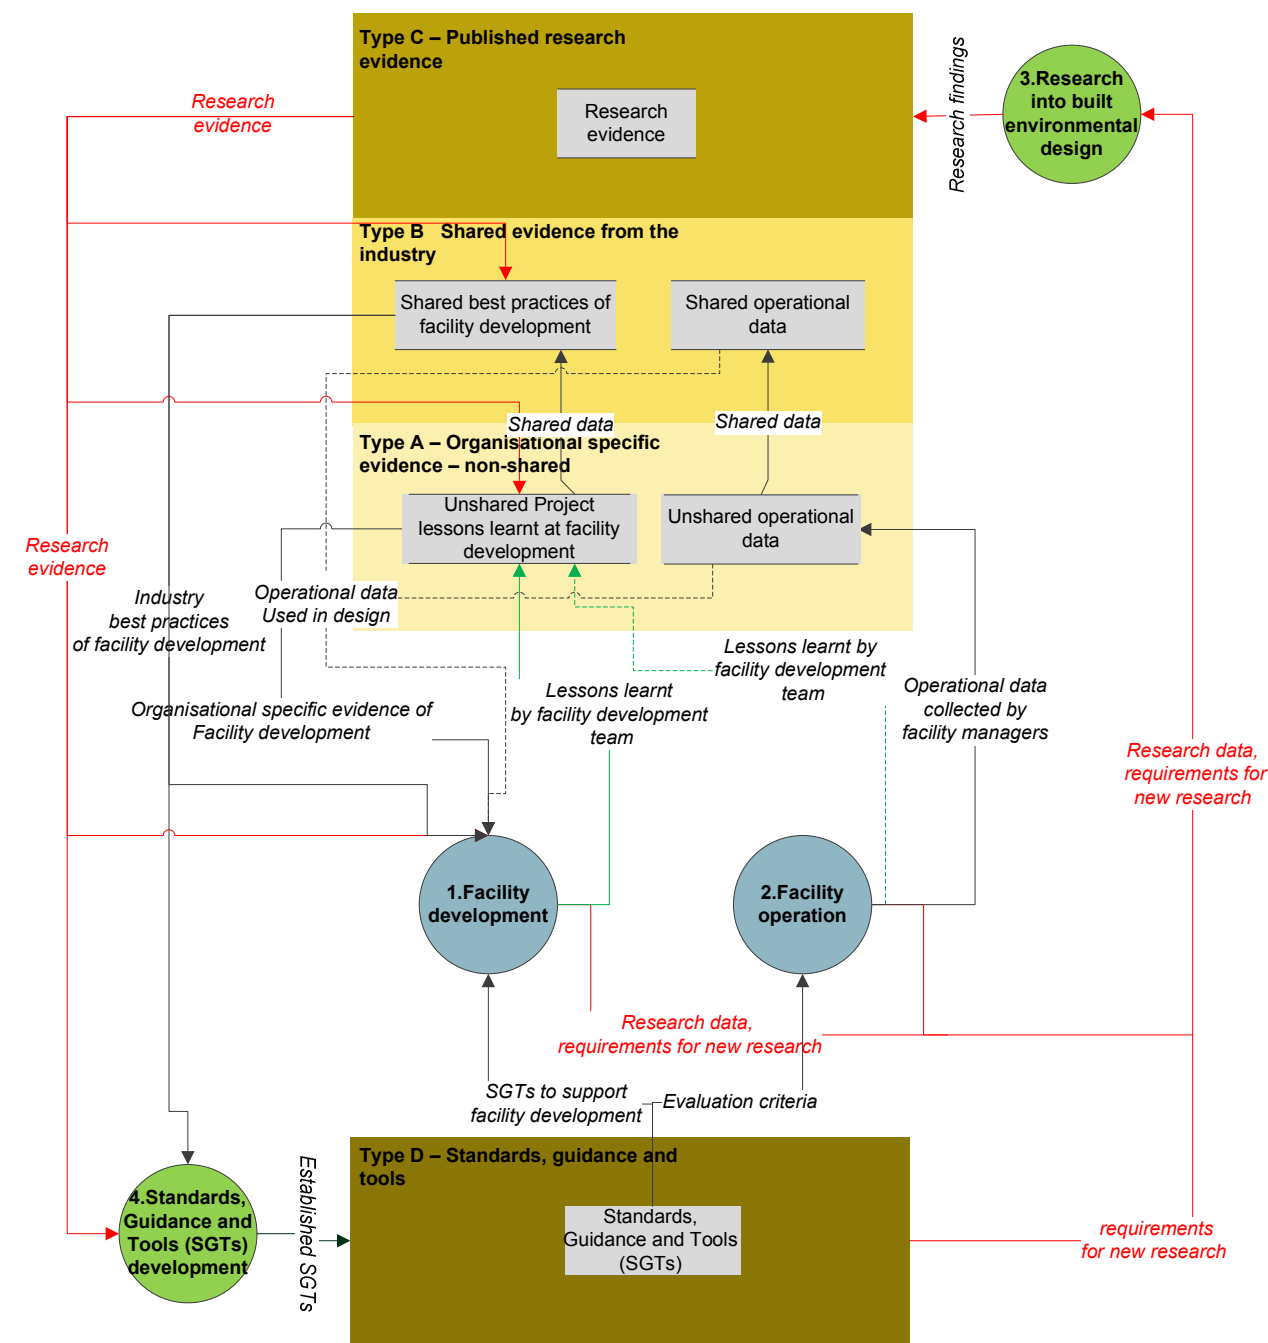 Type C – Published research
evidence
Research
evidence
Research
evidence
Research findings
3.Research
into built
environmental
design
Type B   Shared evidence from the
industry
Shared best practices of
facility development
Shared operational
data
Shared data
Shared data
Type A – Organisational specific
evidence – non-shared
Unshared Project
lessons learnt at facility
development
Unshared operational
data
Research
evidence
Industry
best practices
of facility development
Operational data
Used in design
Lessons learnt by
facility development
team
Organisational specific evidence of
Facility development
Lessons learnt
by facility development
team
Operational data
collected by
facility managers
Research data,
requirements for
new research
1.Facility
development
2.Facility
operation
Research data,
requirements for new research
SGTs to support
facility development
Evaluation criteria
Type D – Standards, guidance and
tools
4.Standards,
Guidance and
Tools (SGTs)
development
Established SGTs
Standards,
Guidance and Tools
(SGTs)
requirements
for new research